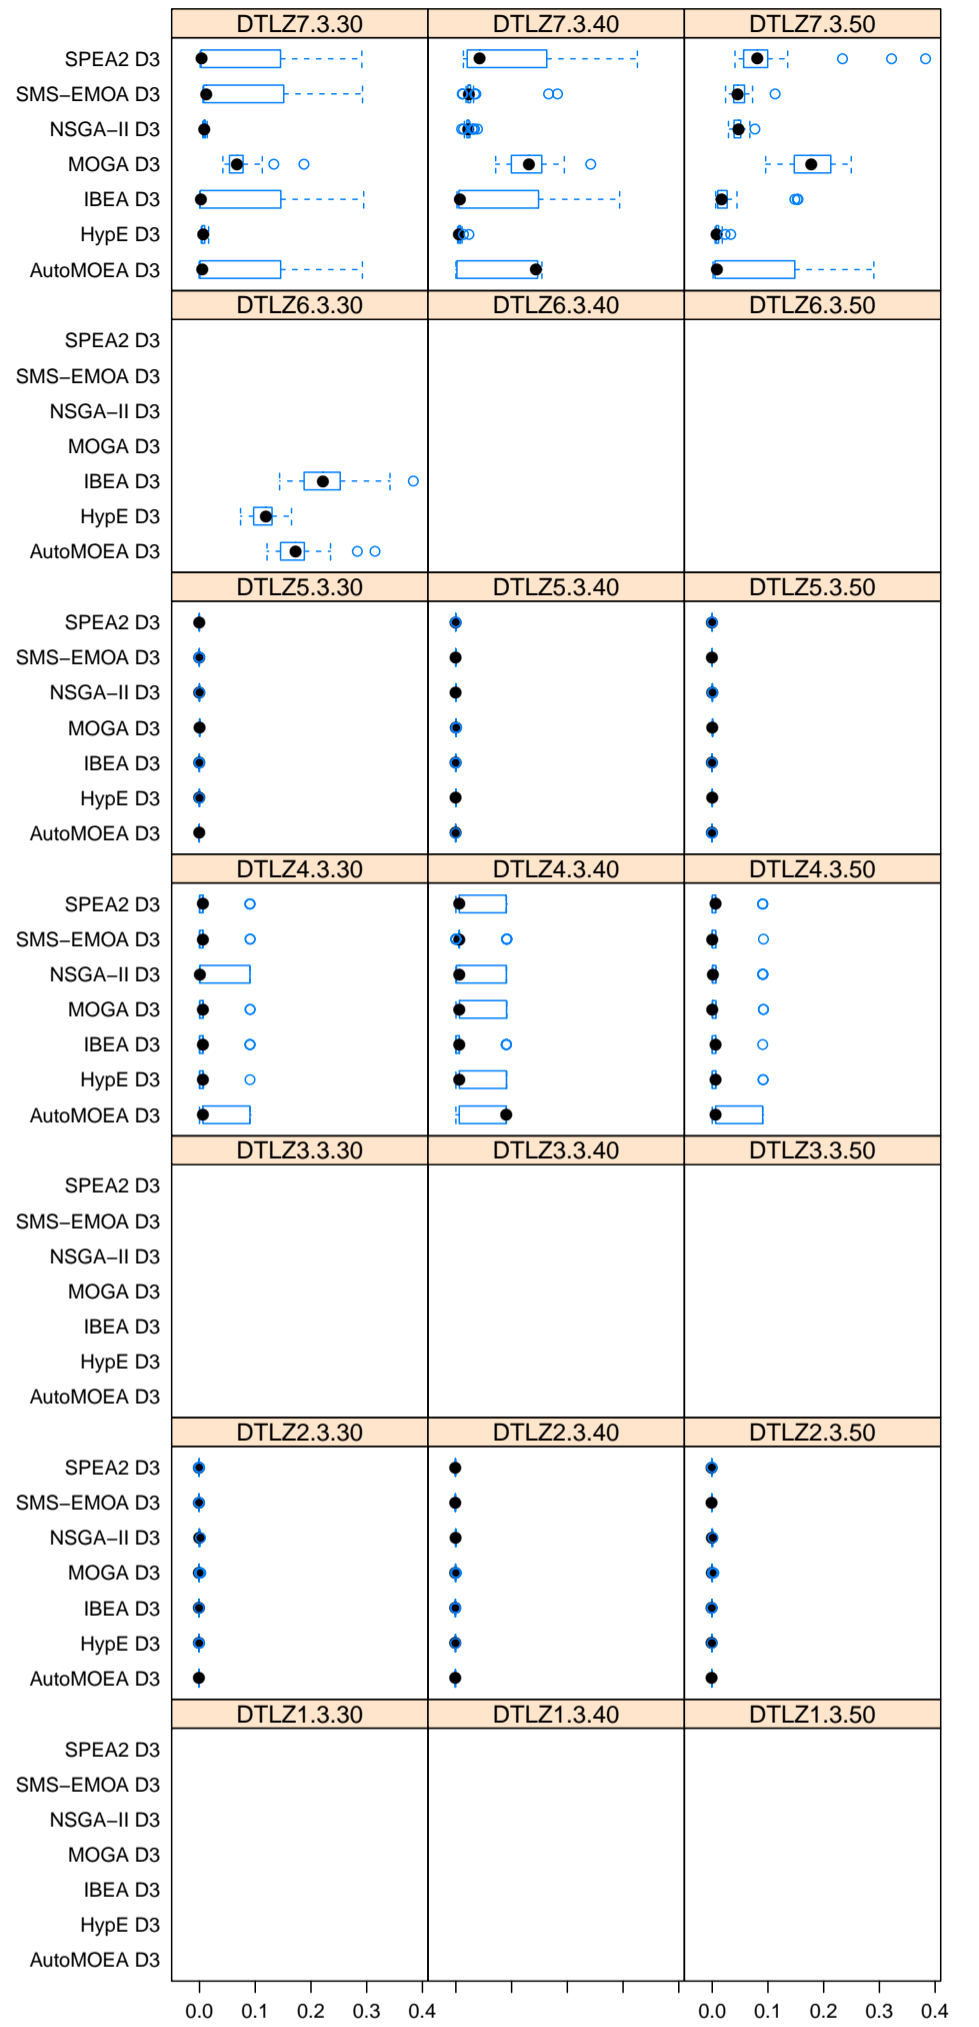 DTLZ7.3.30 DTLZ7.3.40 DTLZ7.3.50
SPEA2 D3
SMS−EMOA D3
NSGA−II D3
MOGA D3
IBEA D3
HypE D3
AutoMOEA D3
DTLZ6.3.30 DTLZ6.3.40 DTLZ6.3.50
SPEA2 D3
SMS−EMOA D3
NSGA−II D3
MOGA D3
IBEA D3
HypE D3
AutoMOEA D3
DTLZ5.3.30 DTLZ5.3.40 DTLZ5.3.50
SPEA2 D3
SMS−EMOA D3
NSGA−II D3
MOGA D3
IBEA D3
HypE D3
AutoMOEA D3
DTLZ4.3.30 DTLZ4.3.40 DTLZ4.3.50
SPEA2 D3
SMS−EMOA D3
NSGA−II D3
MOGA D3
IBEA D3
HypE D3
AutoMOEA D3
DTLZ3.3.30 DTLZ3.3.40 DTLZ3.3.50
SPEA2 D3
SMS−EMOA D3
NSGA−II D3
MOGA D3
IBEA D3
HypE D3
AutoMOEA D3
DTLZ2.3.30 DTLZ2.3.40 DTLZ2.3.50
SPEA2 D3
SMS−EMOA D3
NSGA−II D3
MOGA D3
IBEA D3
HypE D3
AutoMOEA D3
DTLZ1.3.30 DTLZ1.3.40 DTLZ1.3.50
SPEA2 D3
SMS−EMOA D3
NSGA−II D3
MOGA D3
IBEA D3
HypE D3
AutoMOEA D3
0.0 0.1 0.2 0.3 0.4 0.0 0.1 0.2 0.3 0.4